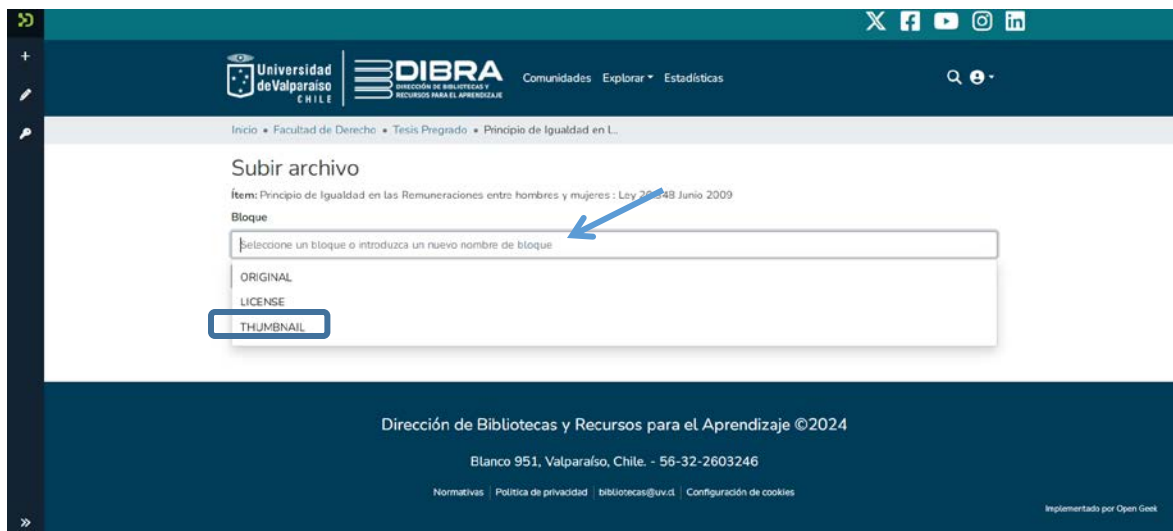 Universidad
de Valparaíso
CHILE
DIBRA
DIRECCIÓN DE BIBLIOTECAS Y
RECURSOS PARA EL APRENDIZAJE
Comunidades Explorar Estadísticas
Inicio • Facultad de Derecho • Tesis Pregrado • Principio de Igualdad en l...
Subir archivo
Ítem: Principio de Igualdad en las Remuneraciones entre hombres y mujeres : Ley Junio 2009
Bloque
Seleccione un bloque o introduzca un nuevo nombre de bloque
ORIGINAL
LICENSE
THUMBNAIL
Dirección de Bibliotecas y Recursos para el Aprendizaje ©2024
Blanco 951, Valparaíso, Chile. - 56-32-2603246
Normativas Política de privacidad bibliotecas@uv.cl Configuración de cookies
Implementado por Open Geek